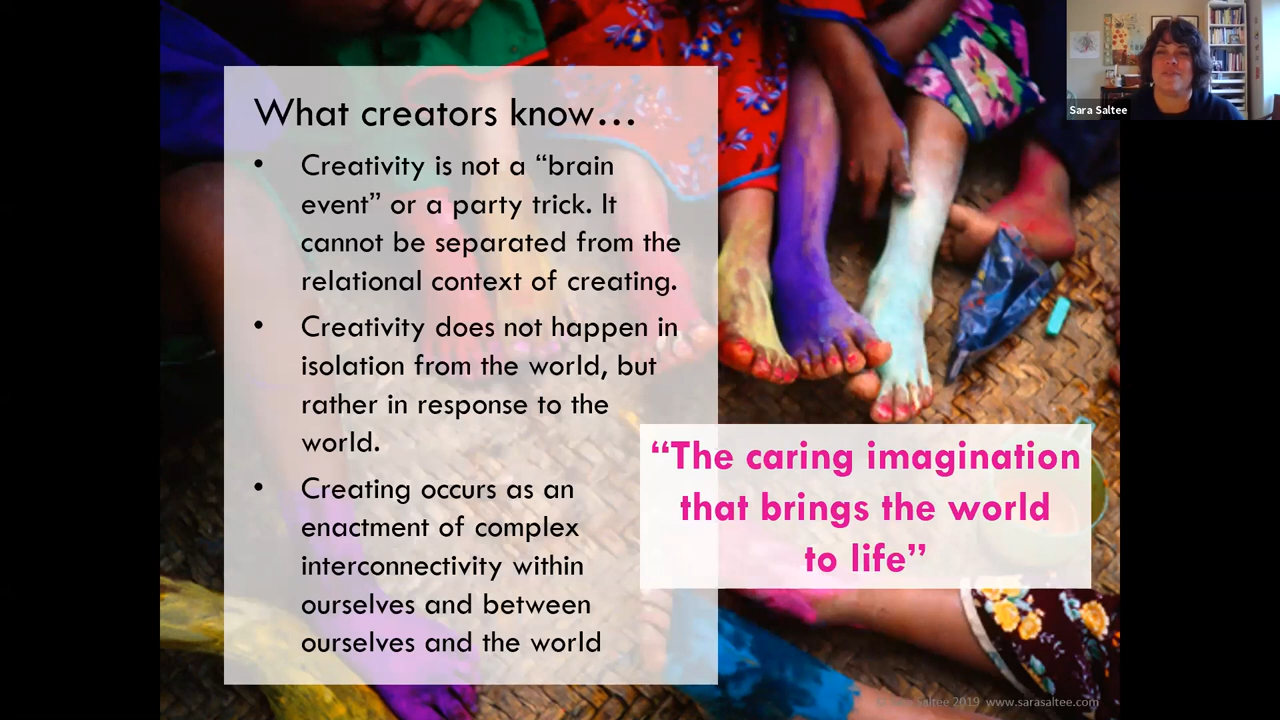 What creators know…
• Creativity is not a “brain
event” or a party trick. It
cannot be separated from the
relational context of creating.
• Creativity does not happen in
isolation from the world, but
rather in response to the
world.
• Creating occurs as an
enactment of complex
interconnectivity within
ourselves and between
ourselves and the world
“The caring imagination
that brings the world
to life”
Sara Saltee
Saltee 2019 www.sarasaltee.com